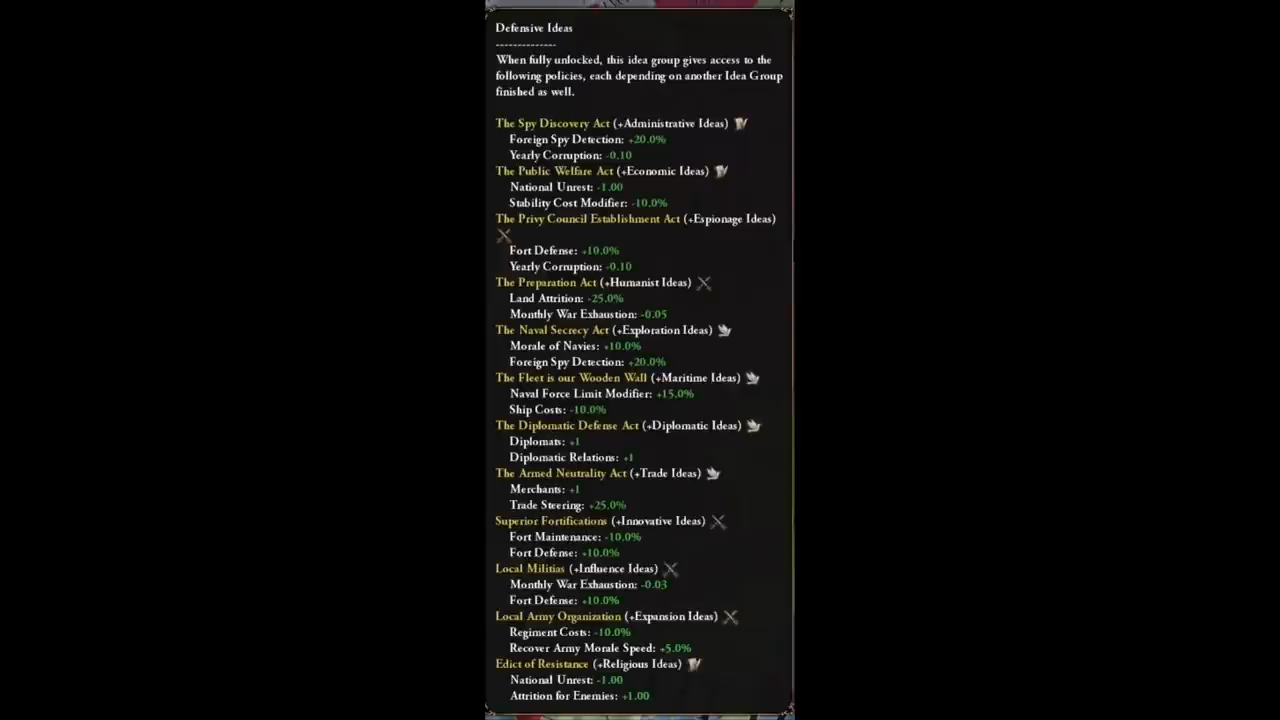 Defensive Ideas
--------------
When fully unlocked, this idea group gives access to the
following policies, each depending on another Idea Group
finished as well.
The Spy Discovery Act (+Administrative Ideas)
Foreign Spy Detection: +20.0%
Yearly Corruption: -0.10
The Public Welfare Act (+Economic Ideas)
National Unrest: -1.00
Stability Cost Modifier: -10.0%
The Privy Council Establishment Act (+Espionage Ideas)
Fort Defense: +10.0%
Yearly Corruption: -0.10
The Preparation Act (+Humanist Ideas)
Land Attrition: -25.0%
Monthly War Exhaustion: -0.05
The Naval Secrecy Act (+Exploration Ideas)
Morale of Navies: +10.0%
Foreign Spy Detection: +20.0%
The Fleet is our Wooden Wall (+Maritime Ideas)
Naval Force Limit Modifier: +15.0%
Ship Costs: -10.0%
The Diplomatic Defense Act (+Diplomatic Ideas)
Diplomats: +1
Diplomatic Relations: +1
The Armed Neutrality Act (+Trade Ideas)
Merchants: +1
Trade Steering: +25.0%
Superior Fortifications (+Innovative Ideas)
Fort Maintenance: -10.0%
Fort Defense: +10.0%
Local Militias (+Influence Ideas)
Monthly War Exhaustion: -0.03
Fort Defense: +10.0%
Local Army Organization (+Expansion Ideas)
Regiment Costs: -10.0%
Recover Army Morale Speed: +5.0%
Edict of Resistance (+Religious Ideas)
National Unrest: -1.00
Attrition for Enemies: +1.00